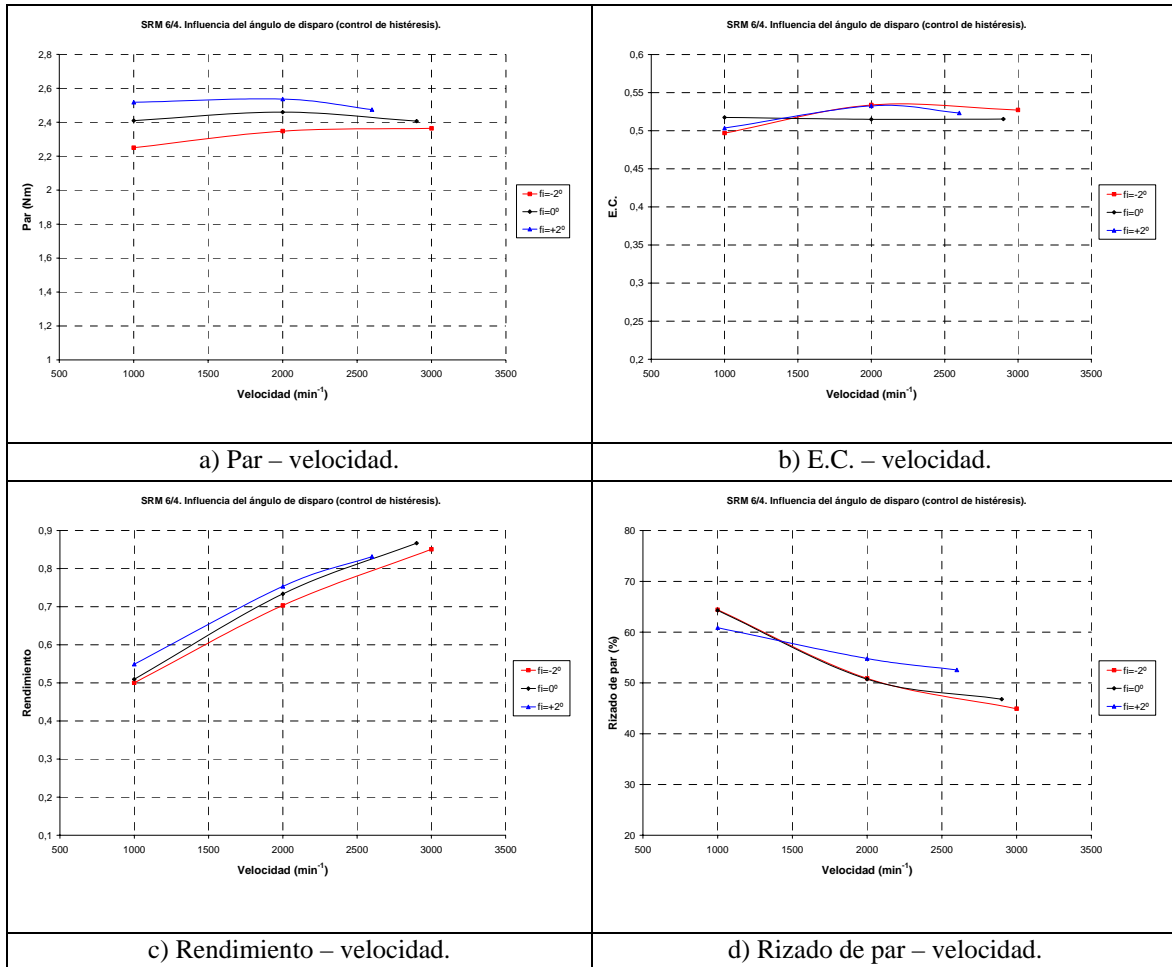 SRM 6/4. Influencia del ángulo de disparo (control de histéresis).
2,8
2,6
2,4
2,2
2
1,8
1,6
1,4
1,2
1
Par (Nm)
500 1000 1500 2000 2500 3000 3500
Velocidad (min⁻¹)
fi=-2º
fi=0º
fi=+2º
a) Par – velocidad.
SRM 6/4. Influencia del ángulo de disparo (control de histéresis).
0,6
0,55
0,5
0,45
0,4
0,35
0,3
0,25
0,2
E.C.
500 1000 1500 2000 2500 3000 3500
Velocidad (min⁻¹)
fi=-2º
fi=0º
fi=+2º
b) E.C. – velocidad.
SRM 6/4. Influencia del ángulo de disparo (control de histéresis).
0,9
0,8
0,7
0,6
0,5
0,4
0,3
0,2
0,1
Rendimiento
500 1000 1500 2000 2500 3000 3500
Velocidad (min⁻¹)
fi=-2º
fi=0º
fi=+2º
c) Rendimiento – velocidad.
SRM 6/4. Influencia del ángulo de disparo (control de histéresis).
80
70
60
50
40
30
20
Rizado de par (%)
500 1000 1500 2000 2500 3000 3500
Velocidad (min⁻¹)
fi=-2º
fi=0º
fi=+2º
d) Rizado de par – velocidad.